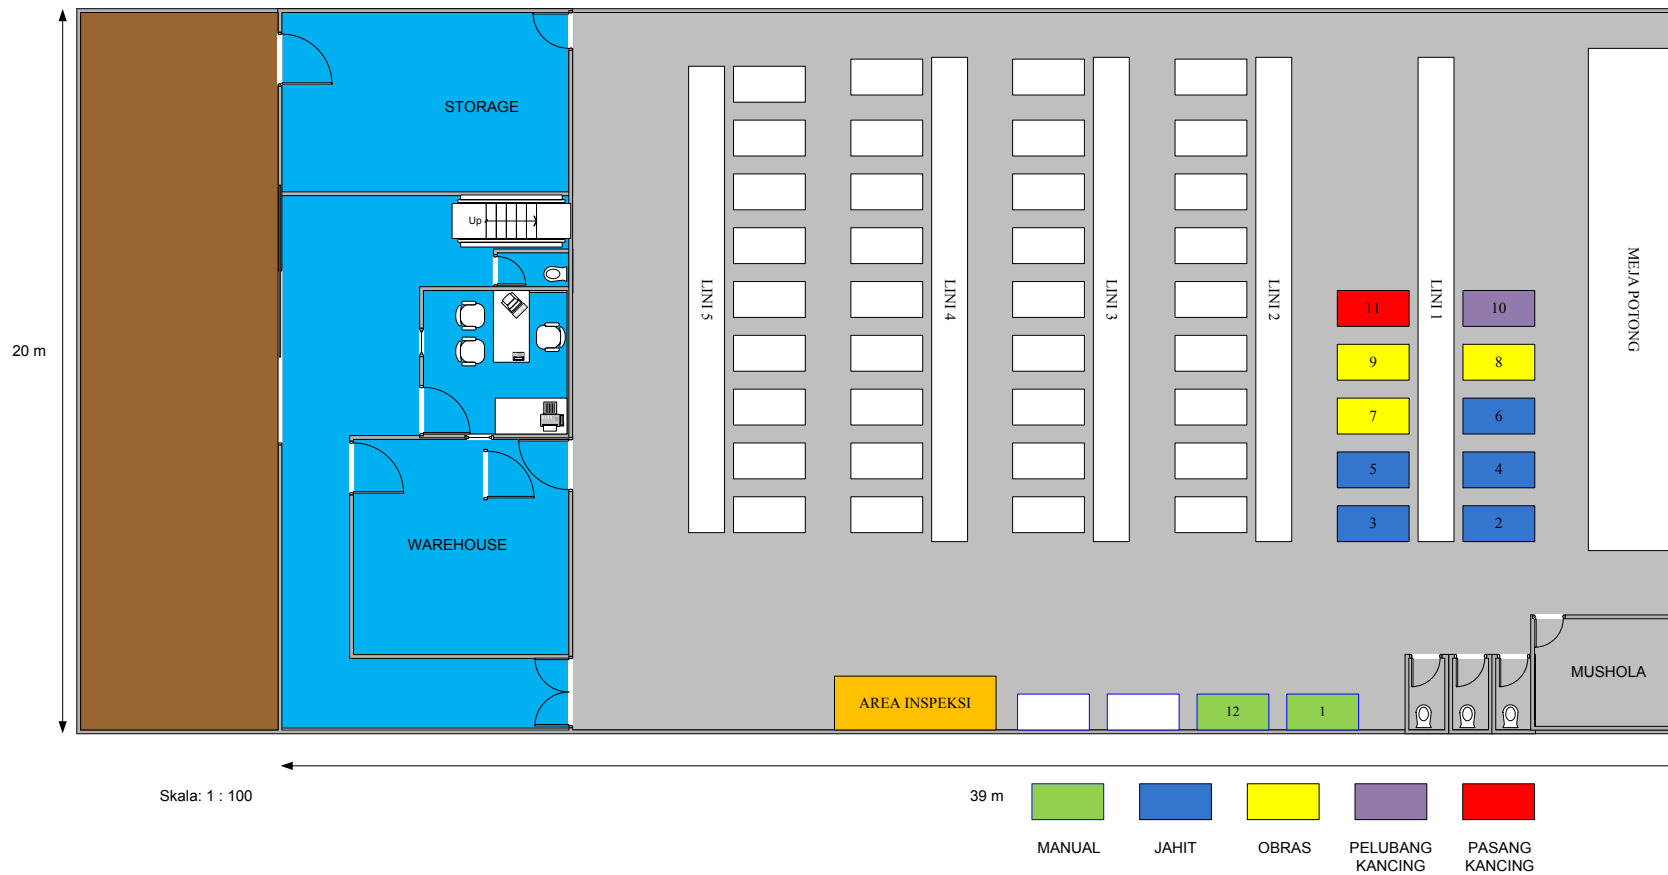 STORAGE
Up
20 m
LINI 5
LINI 4
LINI 3
LINI 2
LINI 1
MEJA POTONG
11
10
9
8
7
6
5
4
3
2
WAREHOUSE
MUSHOLA
AREA INSPEKSI
12
1
Skala: 1 : 100
39 m
MANUAL
JAHIT
OBRAS
PELUBANG
KANCING
PASANG
KANCING